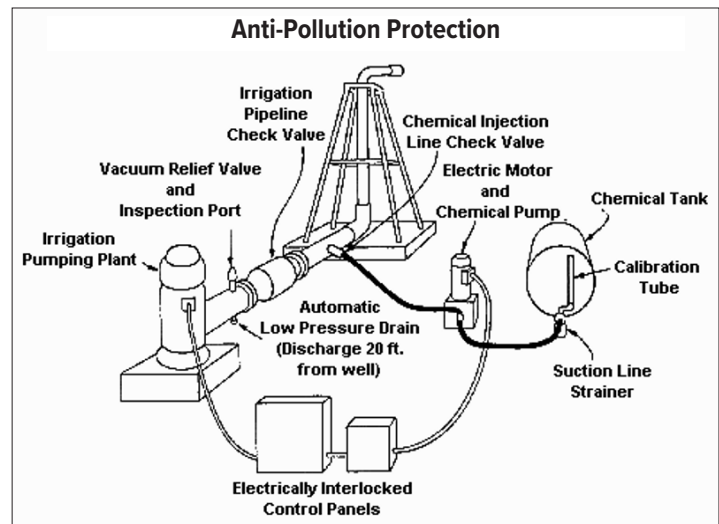 Anti-Pollution Protection
Irrigation
Pipeline
Check Valve
Chemical Injection
Line Check Valve
Vacuum Relief Valve
and
Inspection Port
Electric Motor
and
Chemical Pump
Chemical Tank
Irrigation
Pumping Plant
Calibration
Tube
Automatic
Low Pressure Drain
(Discharge 20 ft.
from well)
Suction Line
Strainer
Electrically Interlocked
Control Panels